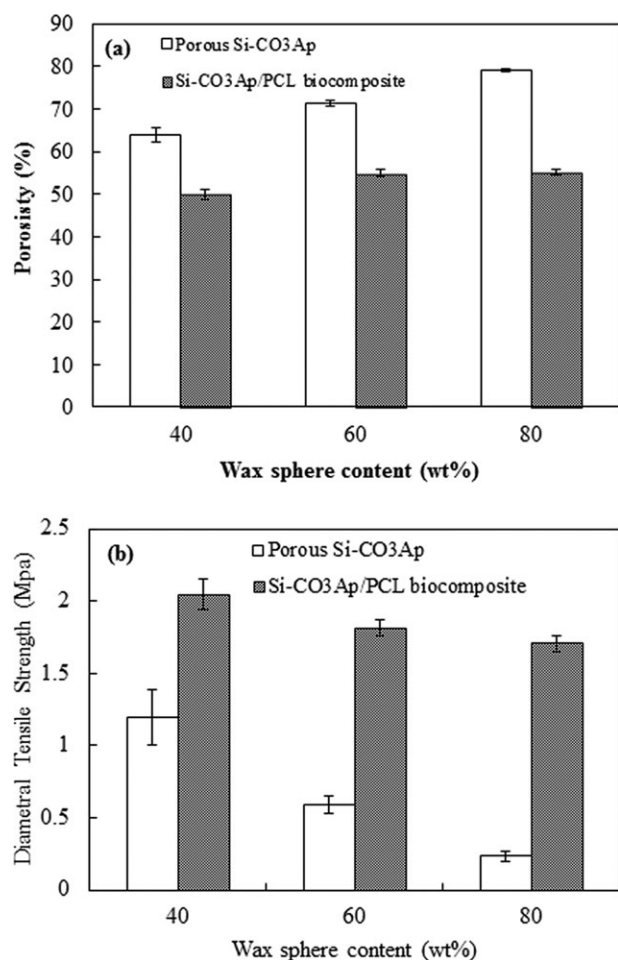 90
80
70
60
50
40
30
20
10
0
Porosisty (%)
(a)
Porous Si-CO3Ap
Si-CO3Ap/PCL biocomposite
40 60 80
Wax sphere content (wt%)
2.5
2
1.5
1
0.5
0
Diametral Tensile Strength (Mpa)
(b)
Porous Si-CO3Ap
Si-CO3Ap/PCL biocomposite
40 60 80
Wax sphere content (wt%)